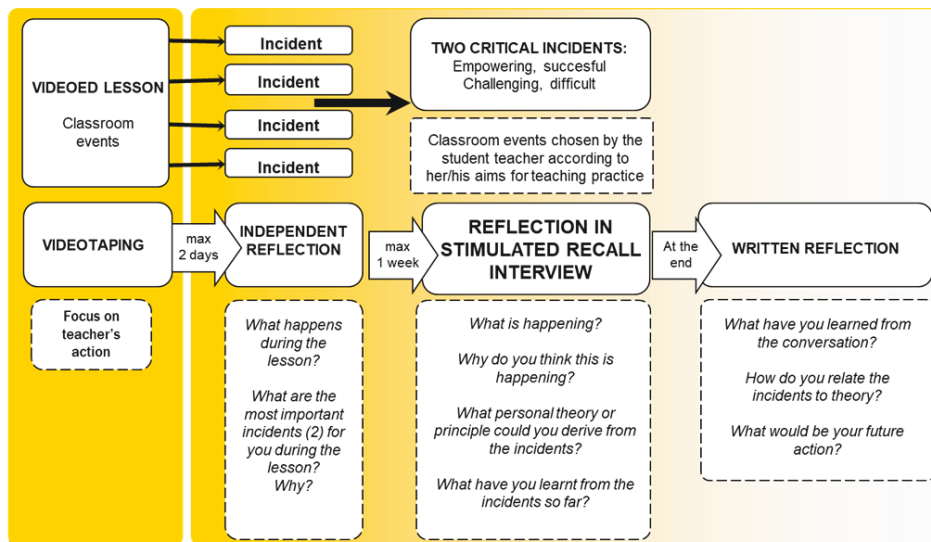 VIDEOED LESSON
Classroom
events
Incident
Incident
Incident
Incident
TWO CRITICAL INCIDENTS:
Empowering, succesful
Challenging, difficult
Classroom events chosen by the
student teacher according to
her/his aims for teaching practice
VIDEOTAPING
max
2 days
INDEPENDENT
REFLECTION
max
1 week
REFLECTION IN
STIMULATED RECALL
INTERVIEW
At the
end
WRITTEN REFLECTION
Focus on
teacher's
action
What happens
during the
lesson?
What are the
most important
incidents (2) for
you during the
lesson?
Why?
What is happening?
Why do you think this is
happening?
What personal theory or
principle could you derive from
the incidents?
What have you learnt from the
incidents so far?
What have you learned from
the conversation?
How do you relate the
incidents to theory?
What would be your future
action?